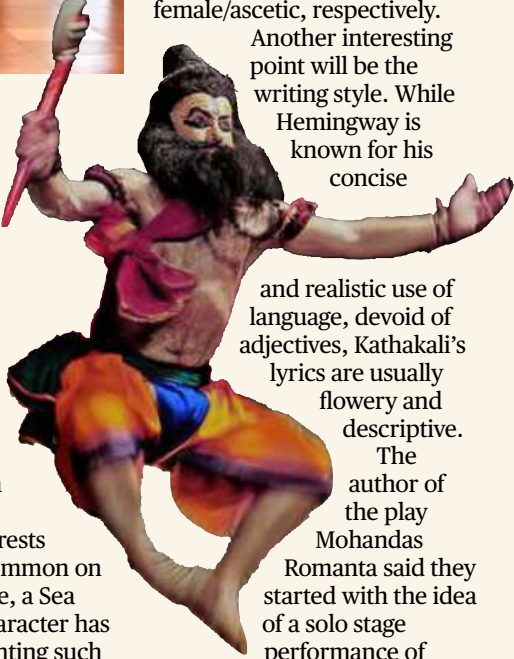 female/ascetic, respectively.
Another interesting
point will be the
writing style. While
Hemingway is
known for his
concise
and realistic use of
language, devoid of
adjectives, Kathakali’s
lyrics are usually
flowery and
descriptive.
The
author of
the play
Mohandas
Romanta said they
started with the idea
of a solo stage
performance of
rests
mmon on
e, a Sea
aracter has
nting such